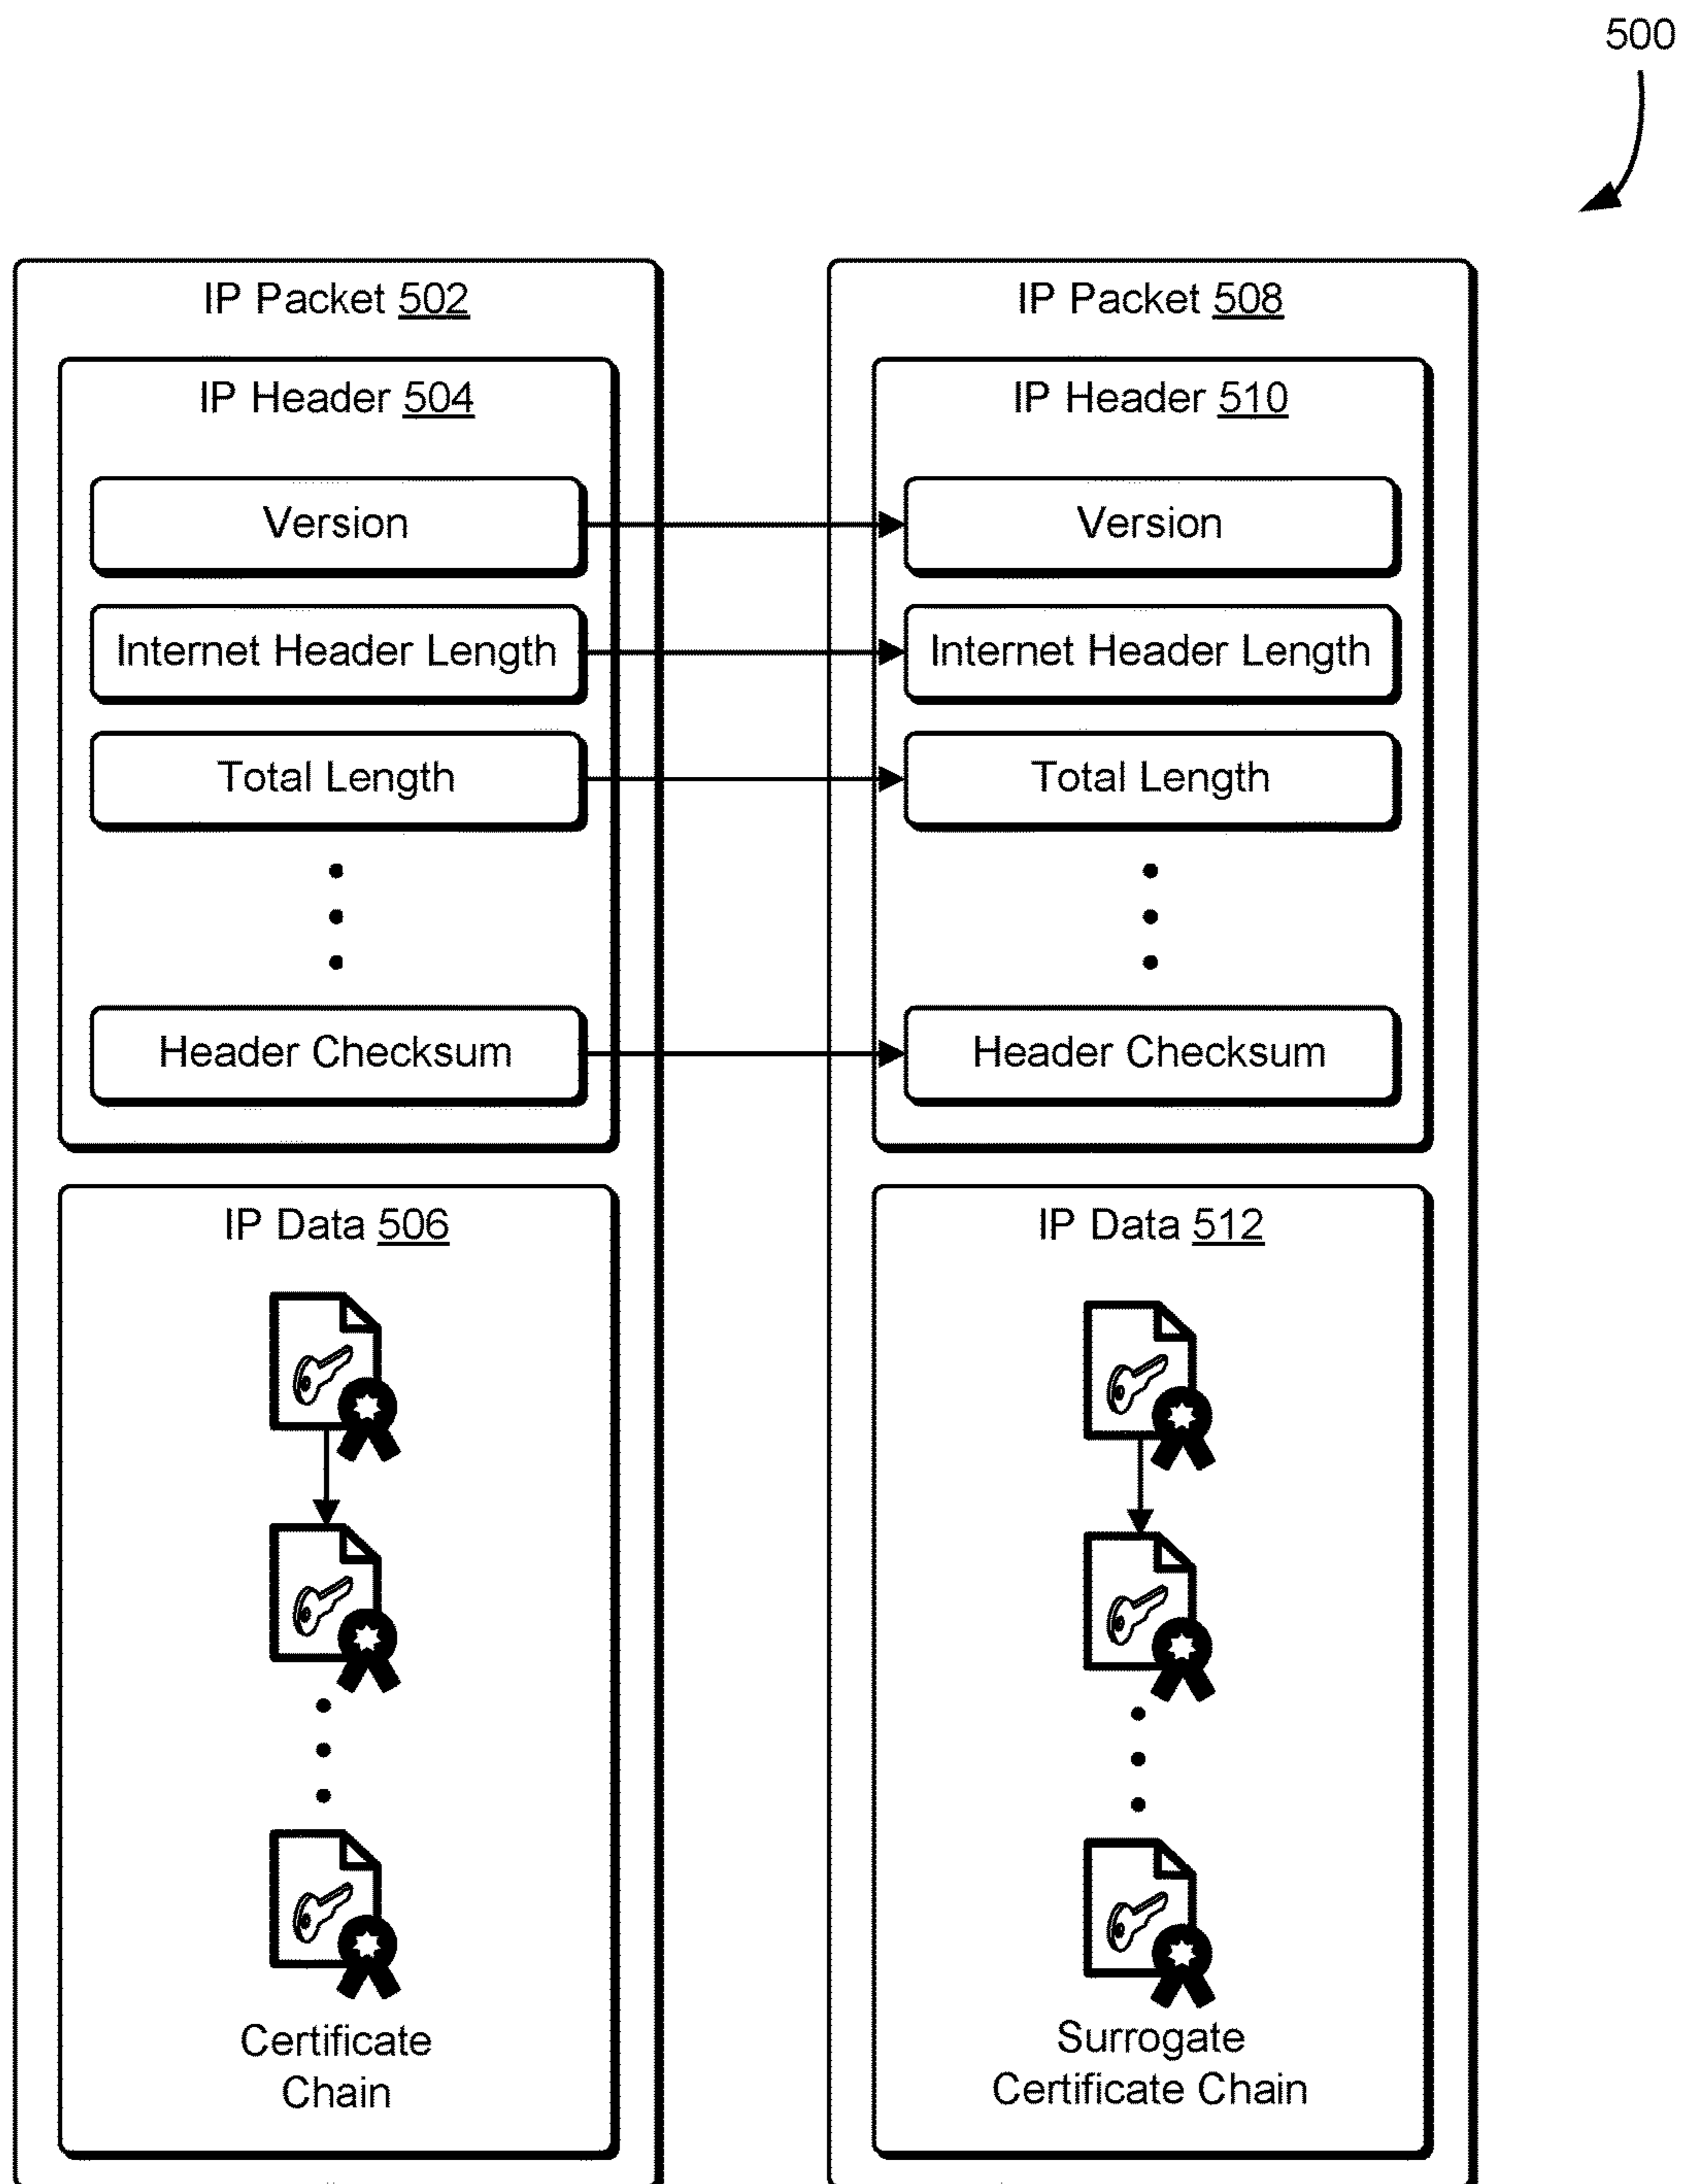 500
IP Packet 502
IP Header 504
Version
Internet Header Length
Total Length
Header Checksum
IP Data 506
Certificate
Chain
IP Packet 508
IP Header 510
Version
Internet Header Length
Total Length
Header Checksum
IP Data 512
Surrogate
Certificate Chain